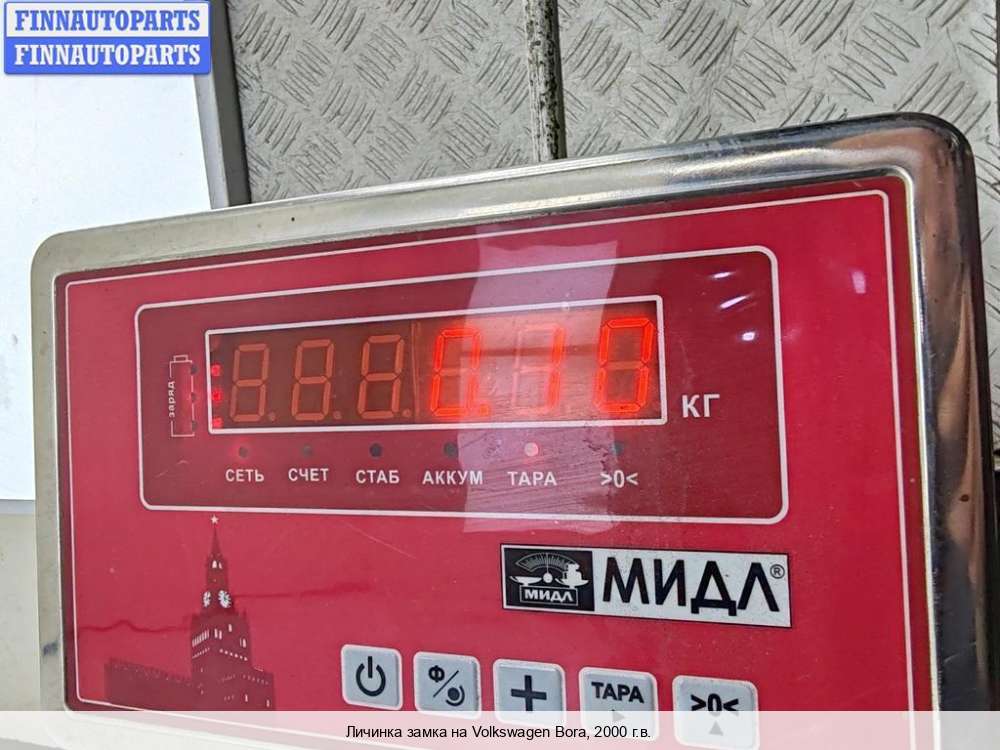 FINNAUTOPARTS
FINNAUTOPARTS
заряд
0.10
КГ
СЕТЬ СЧЕТ СТАБ АККУМ ТАРА >0<
МИДЛ МИДЛ®
Ф ТАРА >0<
Личинка замка на Volkswagen Bora, 2000 г.в.